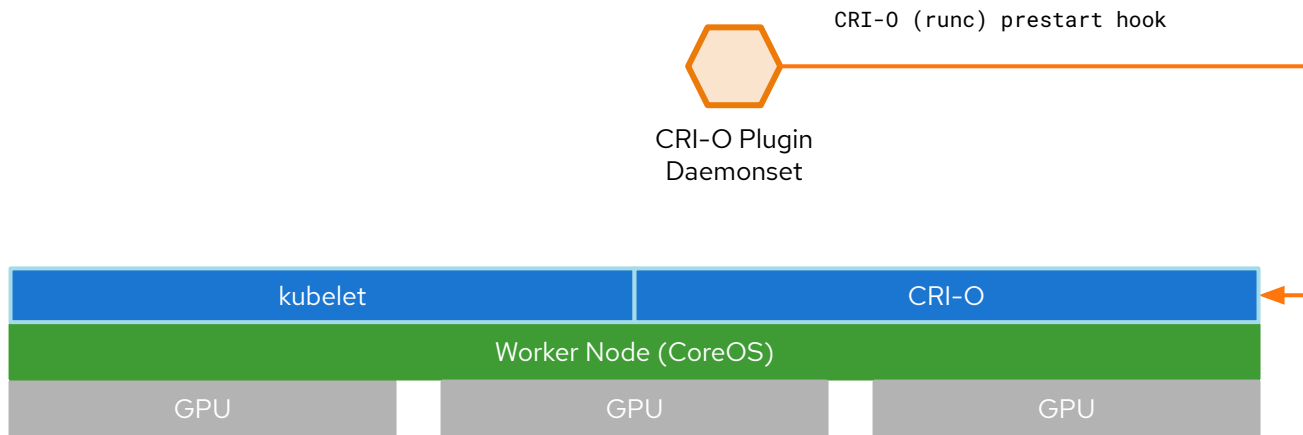 CRI-O (runc) prestart hook
CRI-O Plugin
Daemonset
kubelet
CRI-O
Worker Node (CoreOS)
GPU
GPU
GPU